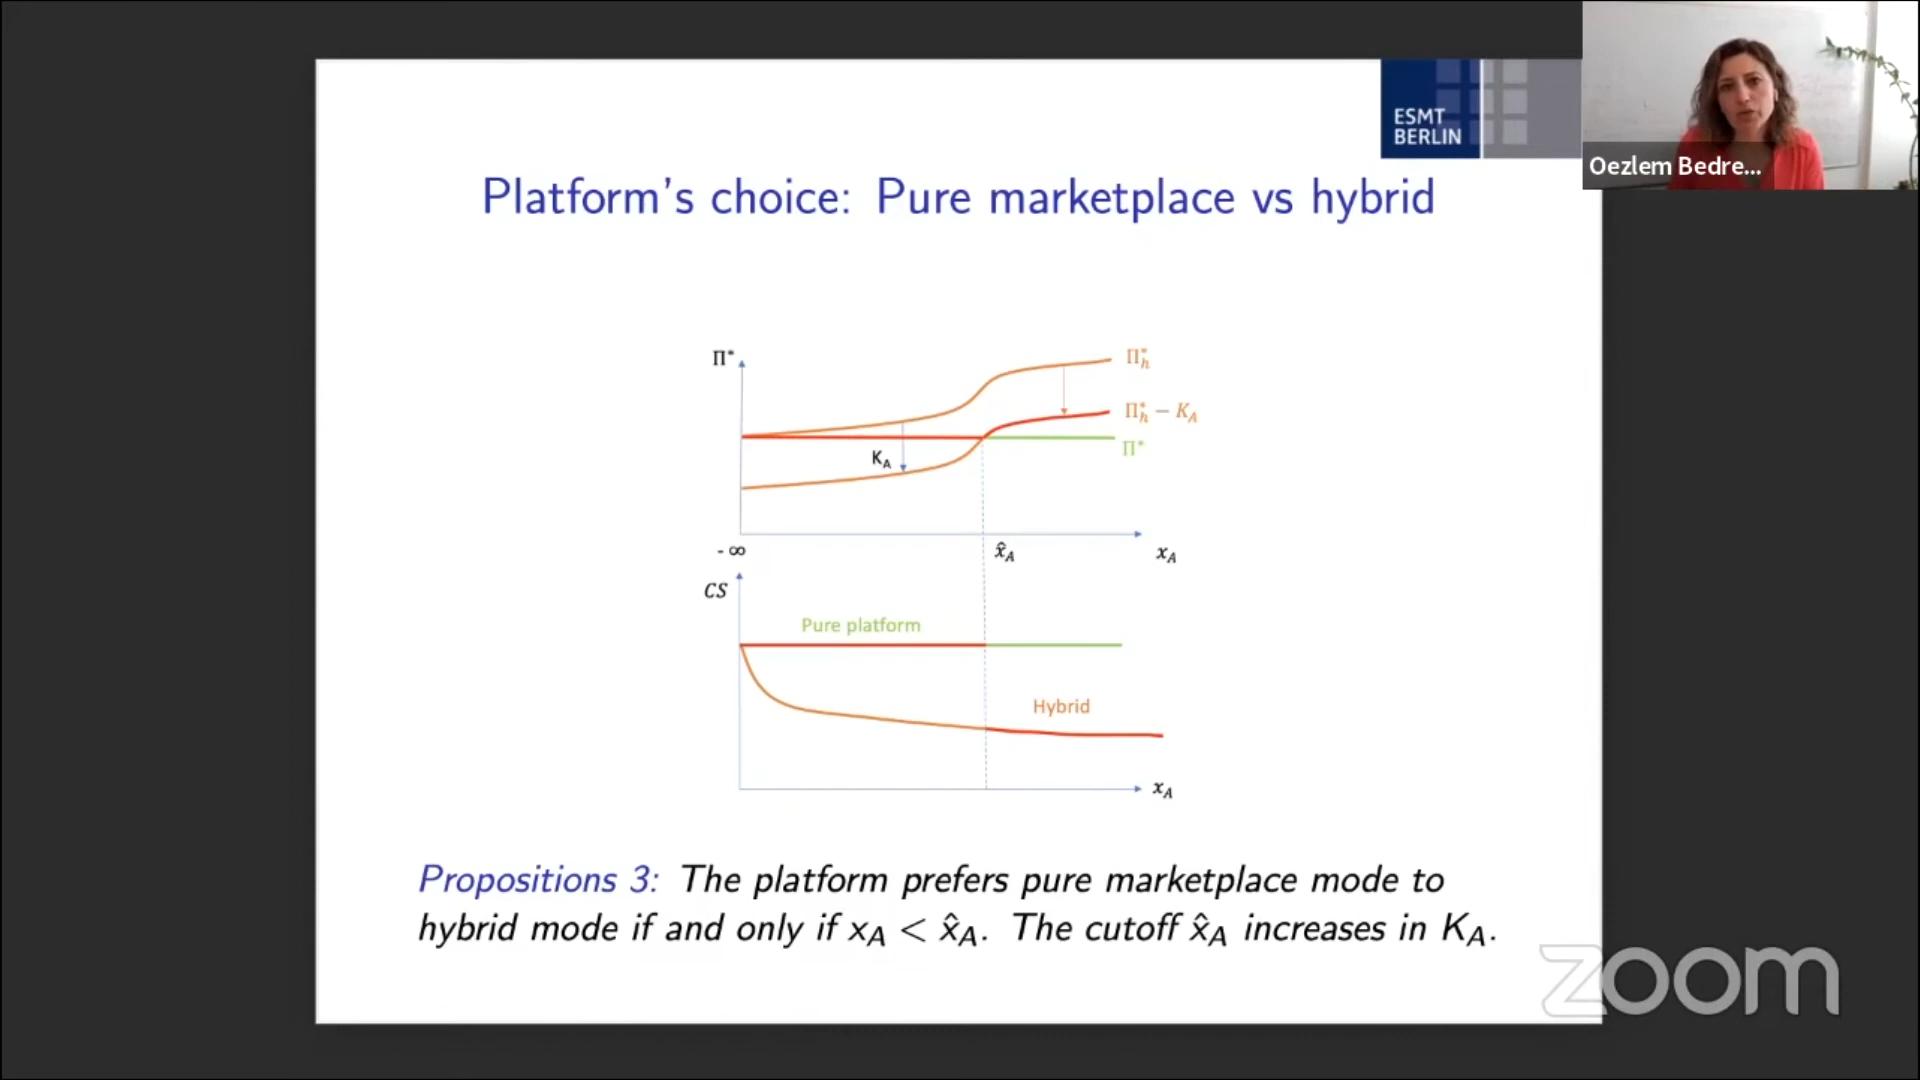 ESMT
BERLIN
Oezlem Bedre...
Platform's choice: Pure marketplace vs hybrid
Π*
Π*h
Π*h − KA
Π*
KA
- ∞
x̂A
xA
CS
Pure platform
Hybrid
xA
Propositions 3: The platform prefers pure marketplace mode to
hybrid mode if and only if xA < x̂A. The cutoff x̂A increases in KA.
zoom